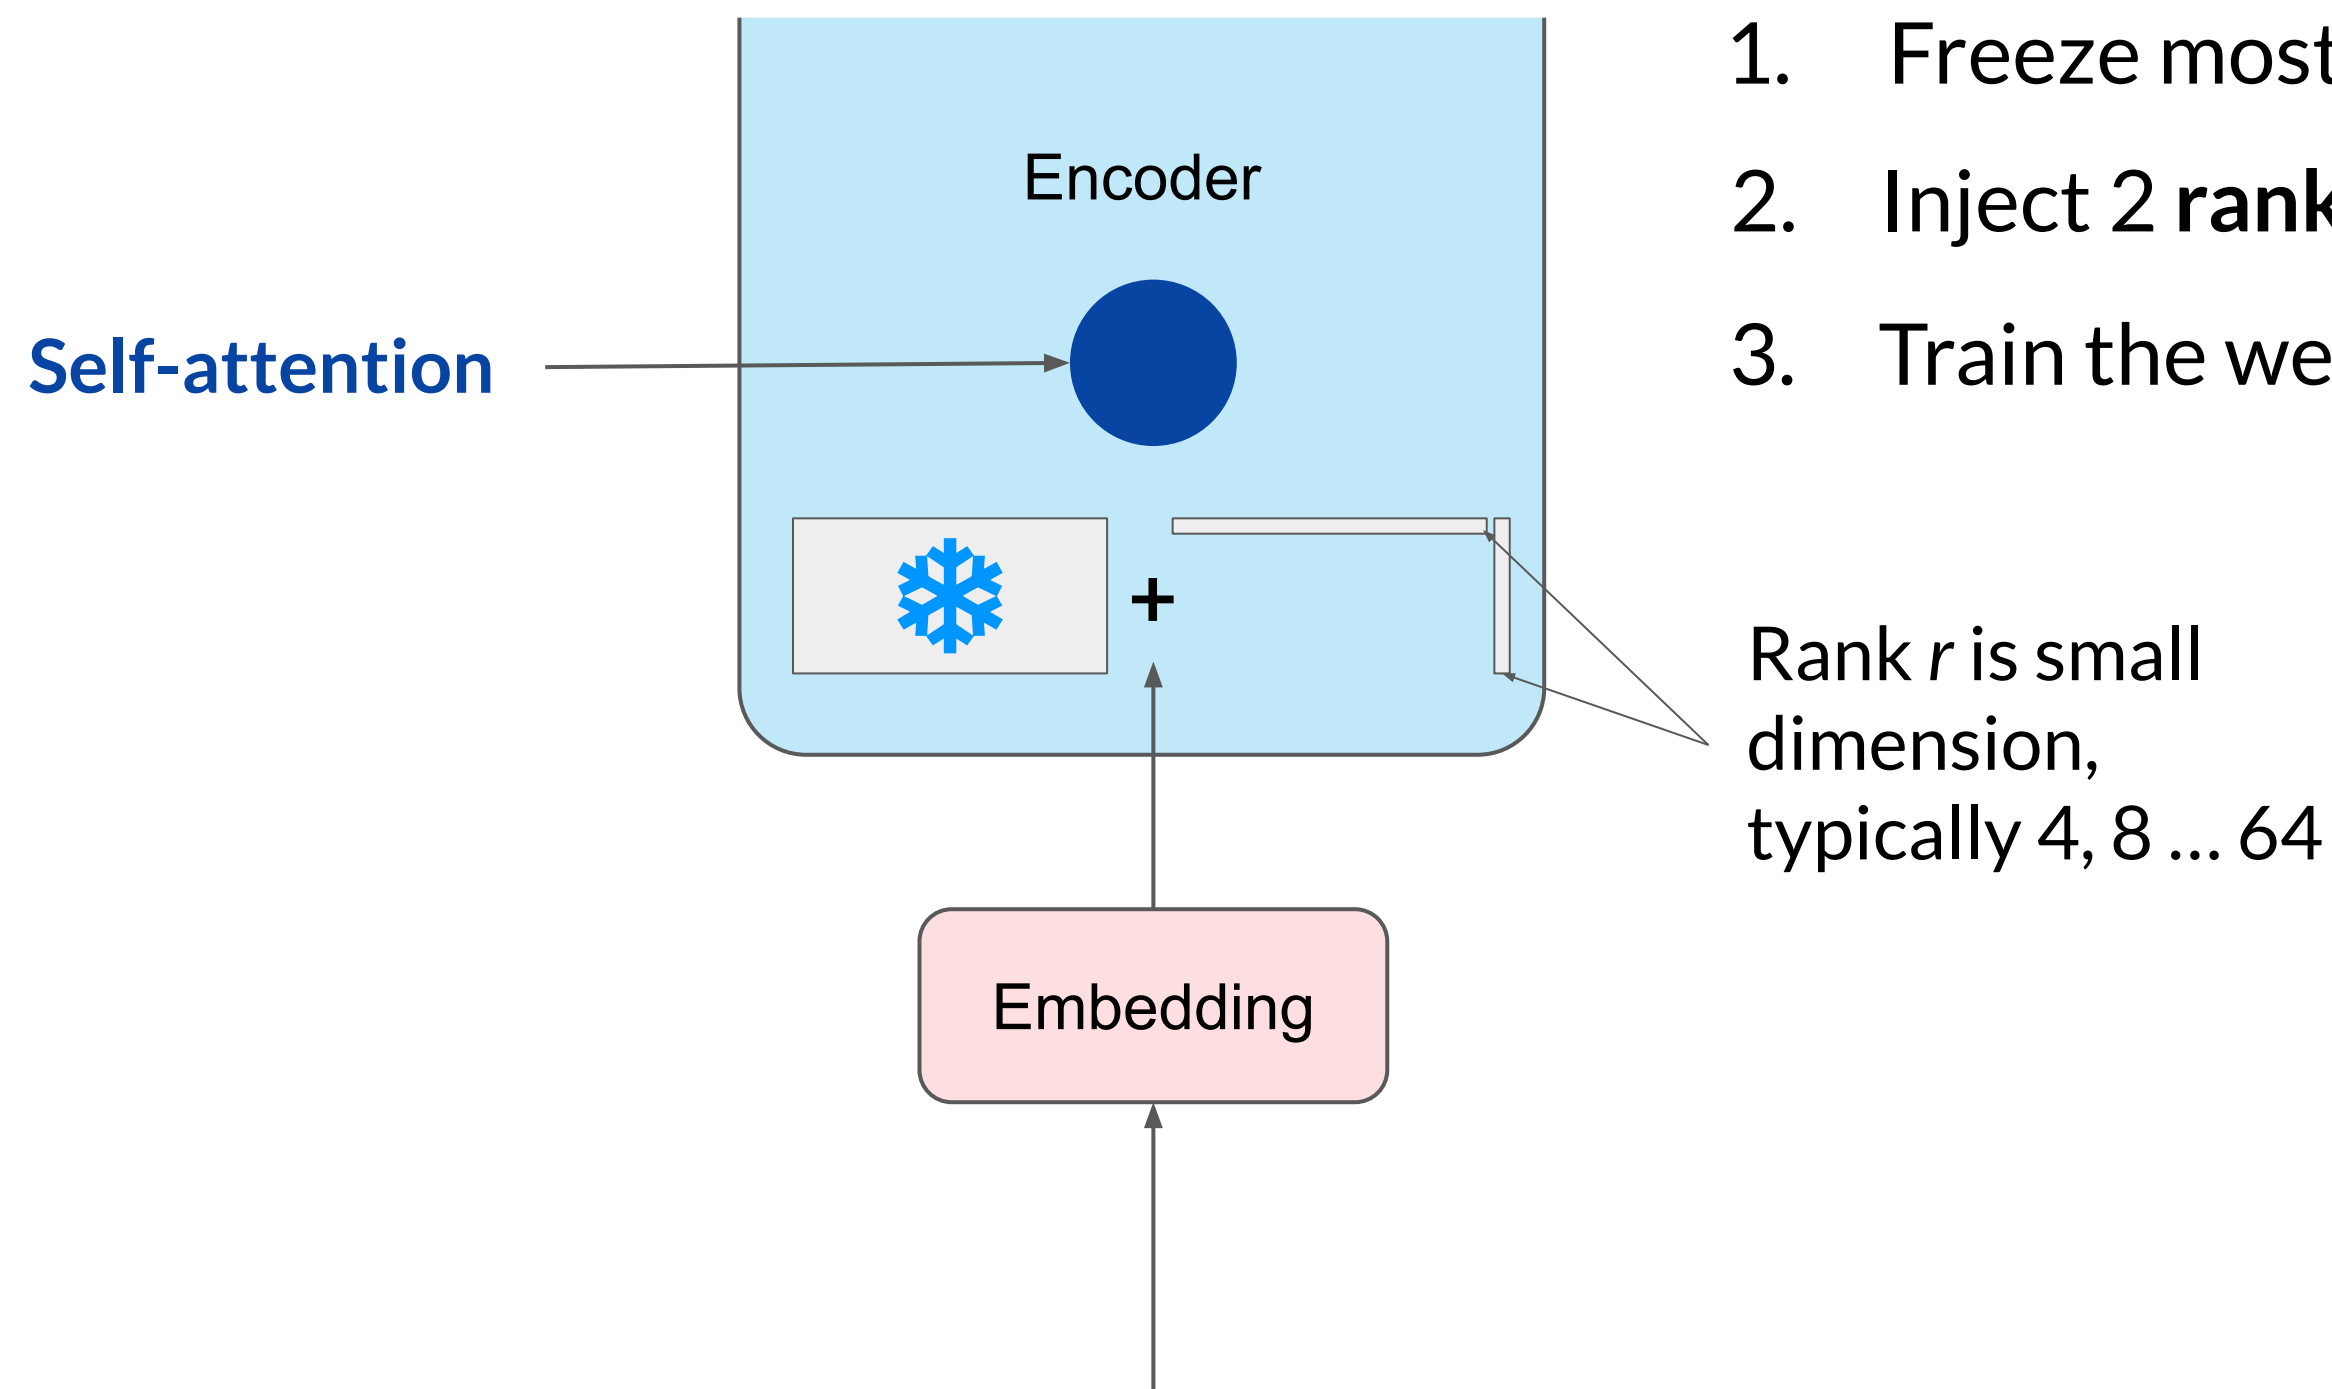 1. Freeze most
Encoder
2. Inject 2 rank
Self-attention
3. Train the we
+
Rank r is small
dimension,
typically 4, 8 ... 64
Embedding